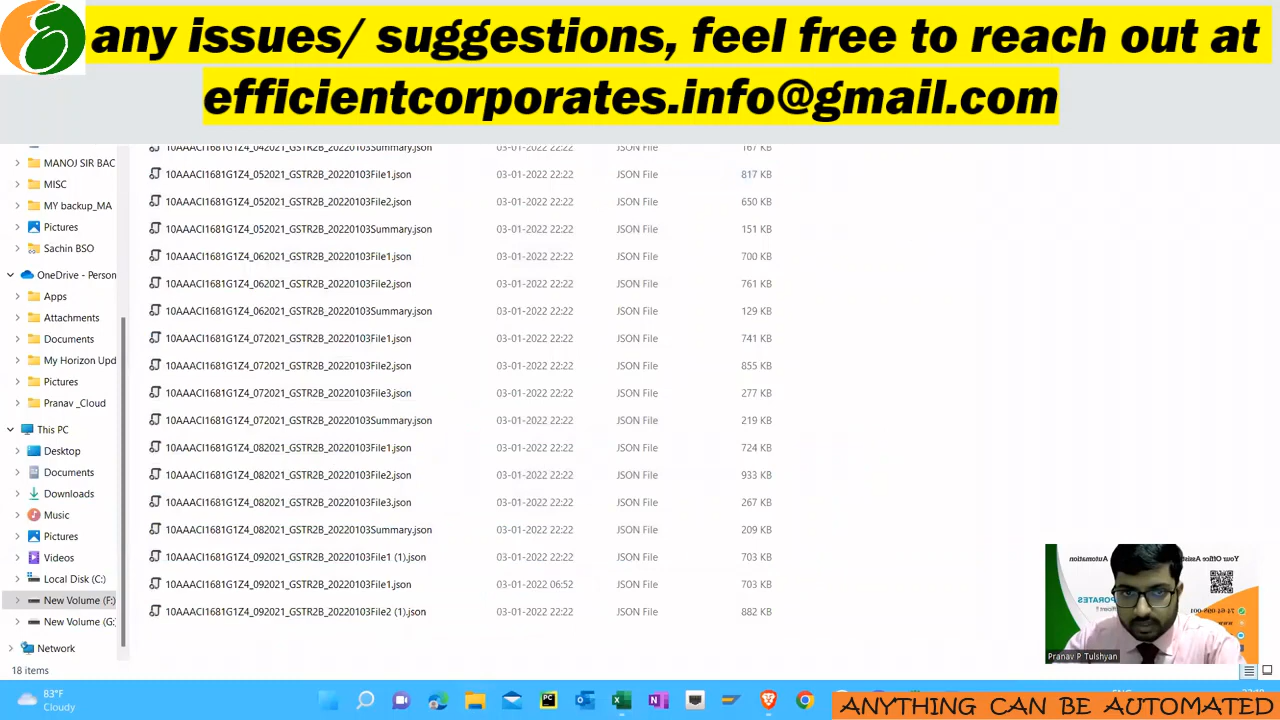 any issues/ suggestions, feel free to reach out at
efficientcorporates.info@gmail.com
10AAACI1681G1Z4_042021_GSTR2B_20220103Summary.json 03-01-2022 22:22 JSON File 167 KB
MANOJ SIR BAC
10AAACI1681G1Z4_052021_GSTR2B_20220103File1.json 03-01-2022 22:22 JSON File 817 KB
MISC
10AAACI1681G1Z4_052021_GSTR2B_20220103File2.json 03-01-2022 22:22 JSON File 650 KB
MY backup_MA
10AAACI1681G1Z4_052021_GSTR2B_20220103Summary.json 03-01-2022 22:22 JSON File 151 KB
Pictures
Sachin BSO
10AAACI1681G1Z4_062021_GSTR2B_20220103File1.json 03-01-2022 22:22 JSON File 700 KB
OneDrive - Person
10AAACI1681G1Z4_062021_GSTR2B_20220103File2.json 03-01-2022 22:22 JSON File 761 KB
Apps
10AAACI1681G1Z4_062021_GSTR2B_20220103Summary.json 03-01-2022 22:22 JSON File 129 KB
Attachments
10AAACI1681G1Z4_072021_GSTR2B_20220103File1.json 03-01-2022 22:22 JSON File 741 KB
Documents
10AAACI1681G1Z4_072021_GSTR2B_20220103File2.json 03-01-2022 22:22 JSON File 855 KB
My Horizon Upd
Pictures
10AAACI1681G1Z4_072021_GSTR2B_20220103File3.json 03-01-2022 22:22 JSON File 277 KB
Pranav _Cloud
10AAACI1681G1Z4_072021_GSTR2B_20220103Summary.json 03-01-2022 22:22 JSON File 219 KB
This PC
10AAACI1681G1Z4_082021_GSTR2B_20220103File1.json 03-01-2022 22:22 JSON File 724 KB
Desktop
10AAACI1681G1Z4_082021_GSTR2B_20220103File2.json 03-01-2022 22:22 JSON File 933 KB
Documents
Downloads
10AAACI1681G1Z4_082021_GSTR2B_20220103File3.json 03-01-2022 22:22 JSON File 267 KB
Music
10AAACI1681G1Z4_082021_GSTR2B_20220103Summary.json 03-01-2022 22:22 JSON File 209 KB
Pictures
10AAACI1681G1Z4_092021_GSTR2B_20220103File1 (1).json 03-01-2022 22:22 JSON File 703 KB
Videos
10AAACI1681G1Z4_092021_GSTR2B_20220103File1.json 03-01-2022 06:52 JSON File 703 KB
Local Disk (C:)
New Volume (F:)
10AAACI1681G1Z4_092021_GSTR2B_20220103File2 (1).json 03-01-2022 22:22 JSON File 882 KB
New Volume (G:
Network
Pranav P Tulshyan
18 items
83°F
Cloudy
ANYTHING CAN BE AUTOMATED